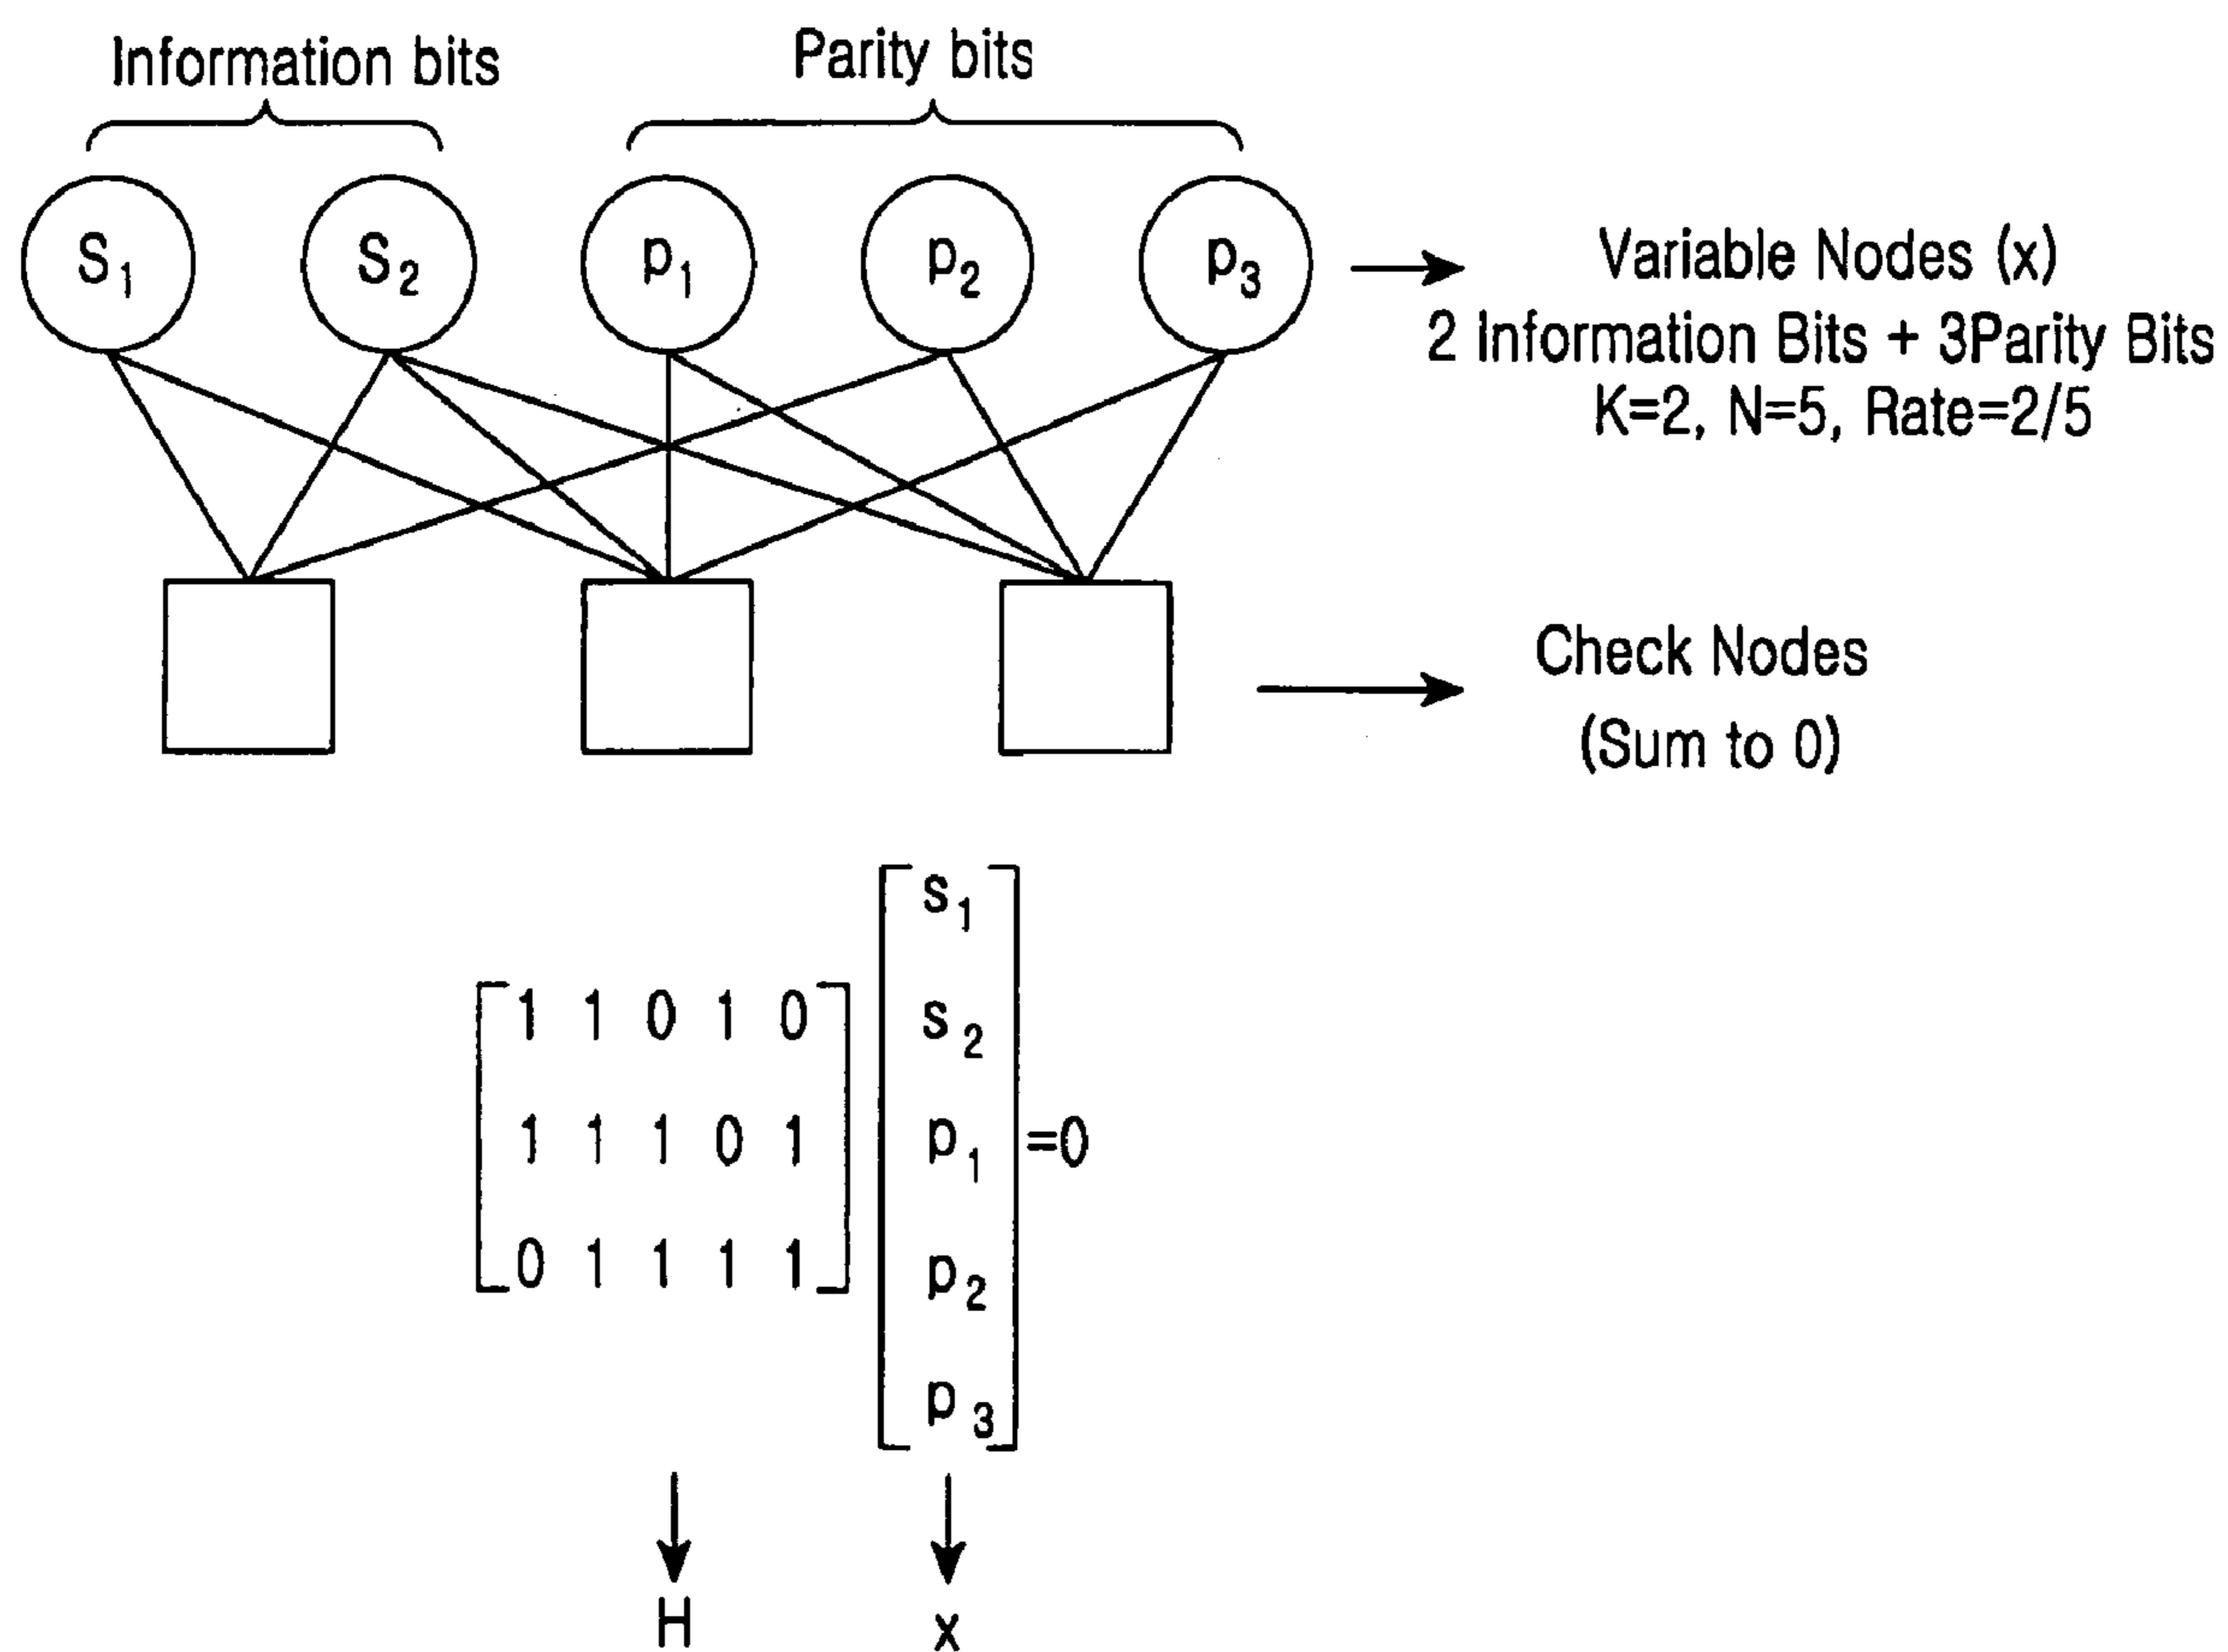 Information bits
Parity bits
S1 S2 p1 p2 p3
Variable Nodes (x)
2 Information Bits + 3Parity Bits
K=2, N=5, Rate=2/5
Check Nodes
(Sum to 0)
s1
1 1 0 1 0 s2
1 1 1 0 1 p1 =0
0 1 1 1 1 p2
p3
H x